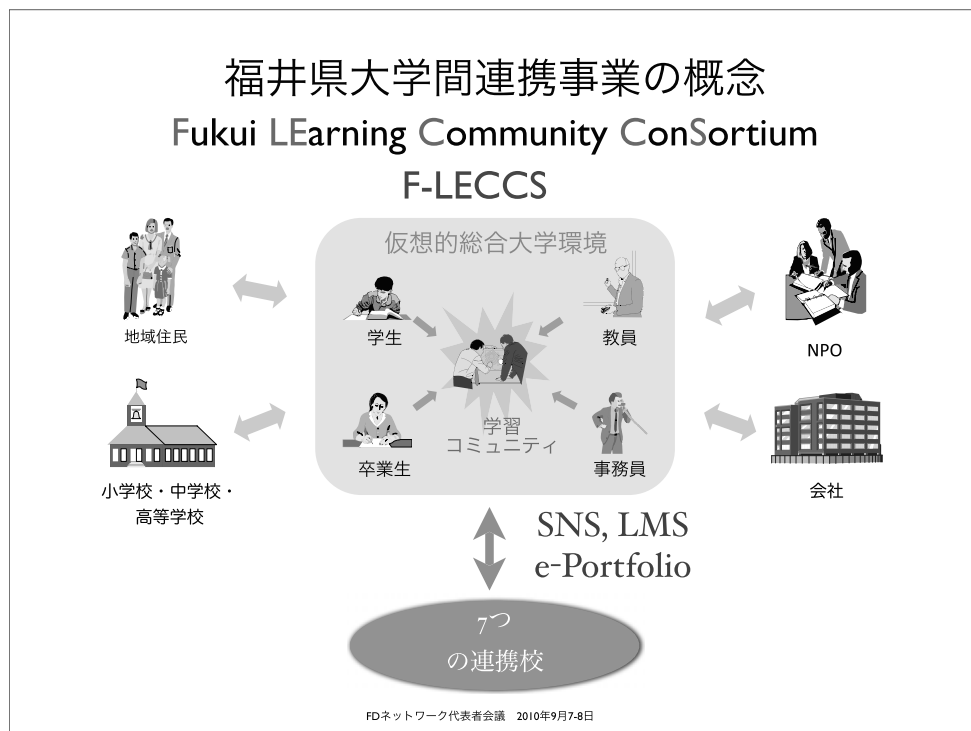 福井県大学間連携事業の概念
Fukui LEarning Community ConSortium
F-LECCS
仮想的総合大学環境
地域住民
学生
教員
NPO
学習
コミュニティ
卒業生
事務員
小学校・中学校・
高等学校
会社
SNS, LMS
e-Portfolio
7つ
の連携校
FDネットワーク代表者会議 2010年9月7-8日